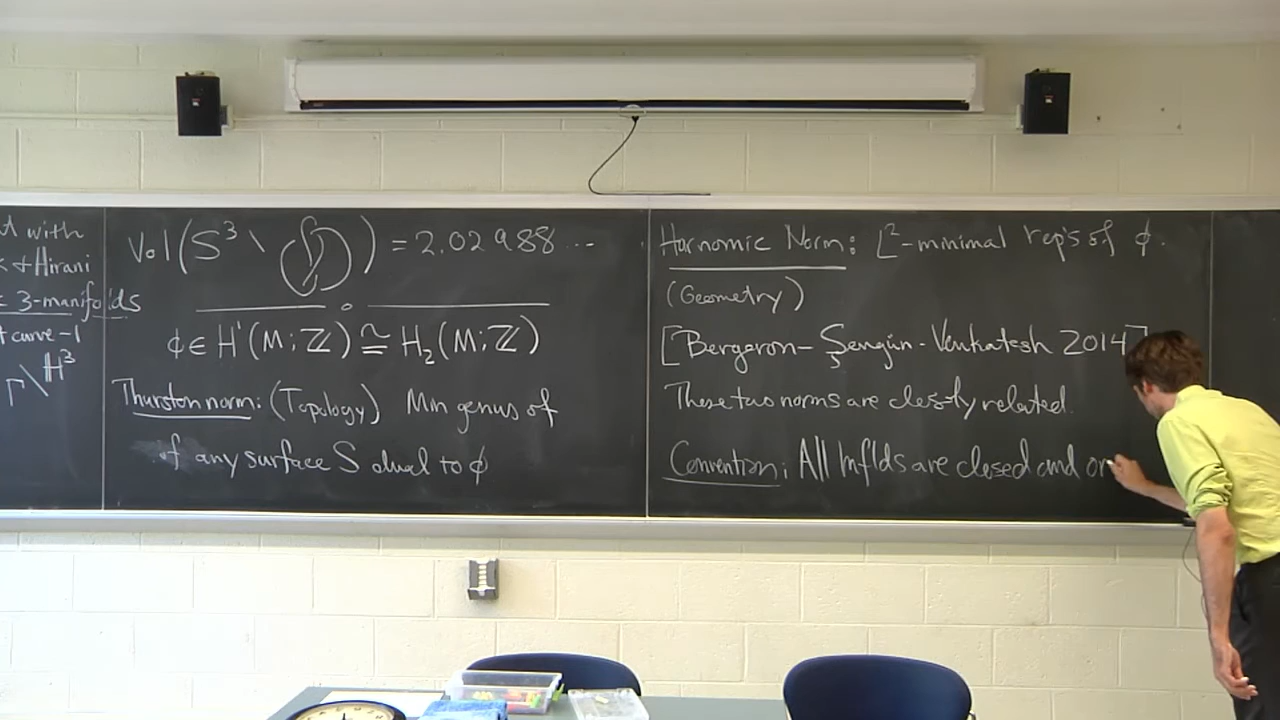 with
& Hirani
3-manifolds
curve -1
Γ\H³
Vol(S³ \ ) = 2.02988...
φ ∈ H¹(M; ℤ) ≅ H₂(M; ℤ)
Thurston norm: (Topology) Min genus of
of any surface S dual to φ
Harmonic Norm: L²-minimal rep's of φ.
(Geometry)
[Bergeron - Şengün - Venkatesh 2014]
These two norms are closely related.
Convention: All Mflds are closed and or